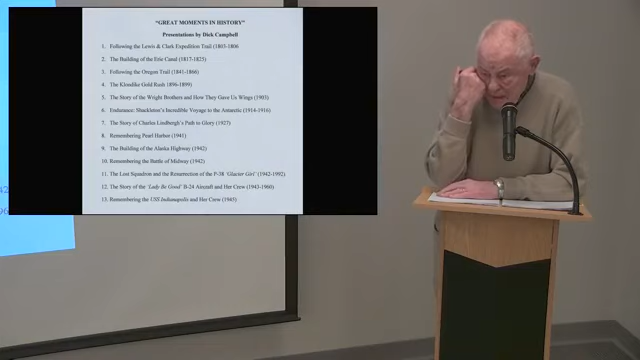 "GREAT MOMENTS IN HISTORY"
Presentations by Dick Campbell
1. Following the Lewis & Clark Expedition Trail (1803-1806
2. The Building of the Erie Canal (1817-1825)
3. Following the Oregon Trail (1841-1866)
4. The Klondike Gold Rush 1896-1899)
5. The Story of the Wright Brothers and How They Gave Us Wings (1903)
6. Endurance: Shackleton's Incredible Voyage to the Antarctic (1914-1916)
7. The Story of Charles Lindbergh's Path to Glory (1927)
8. Remembering Pearl Harbor (1941)
9. The Building of the Alaska Highway (1942)
10. Remembering the Battle of Midway (1942)
11. The Lost Squadron and the Resurrection of the P-38 'Glacier Girl' (1942-1992)
12. The Story of the 'Lady Be Good' B-24 Aircraft and Her Crew (1943-1960)
13. Remembering the USS Indianapolis and Her Crew (1945)